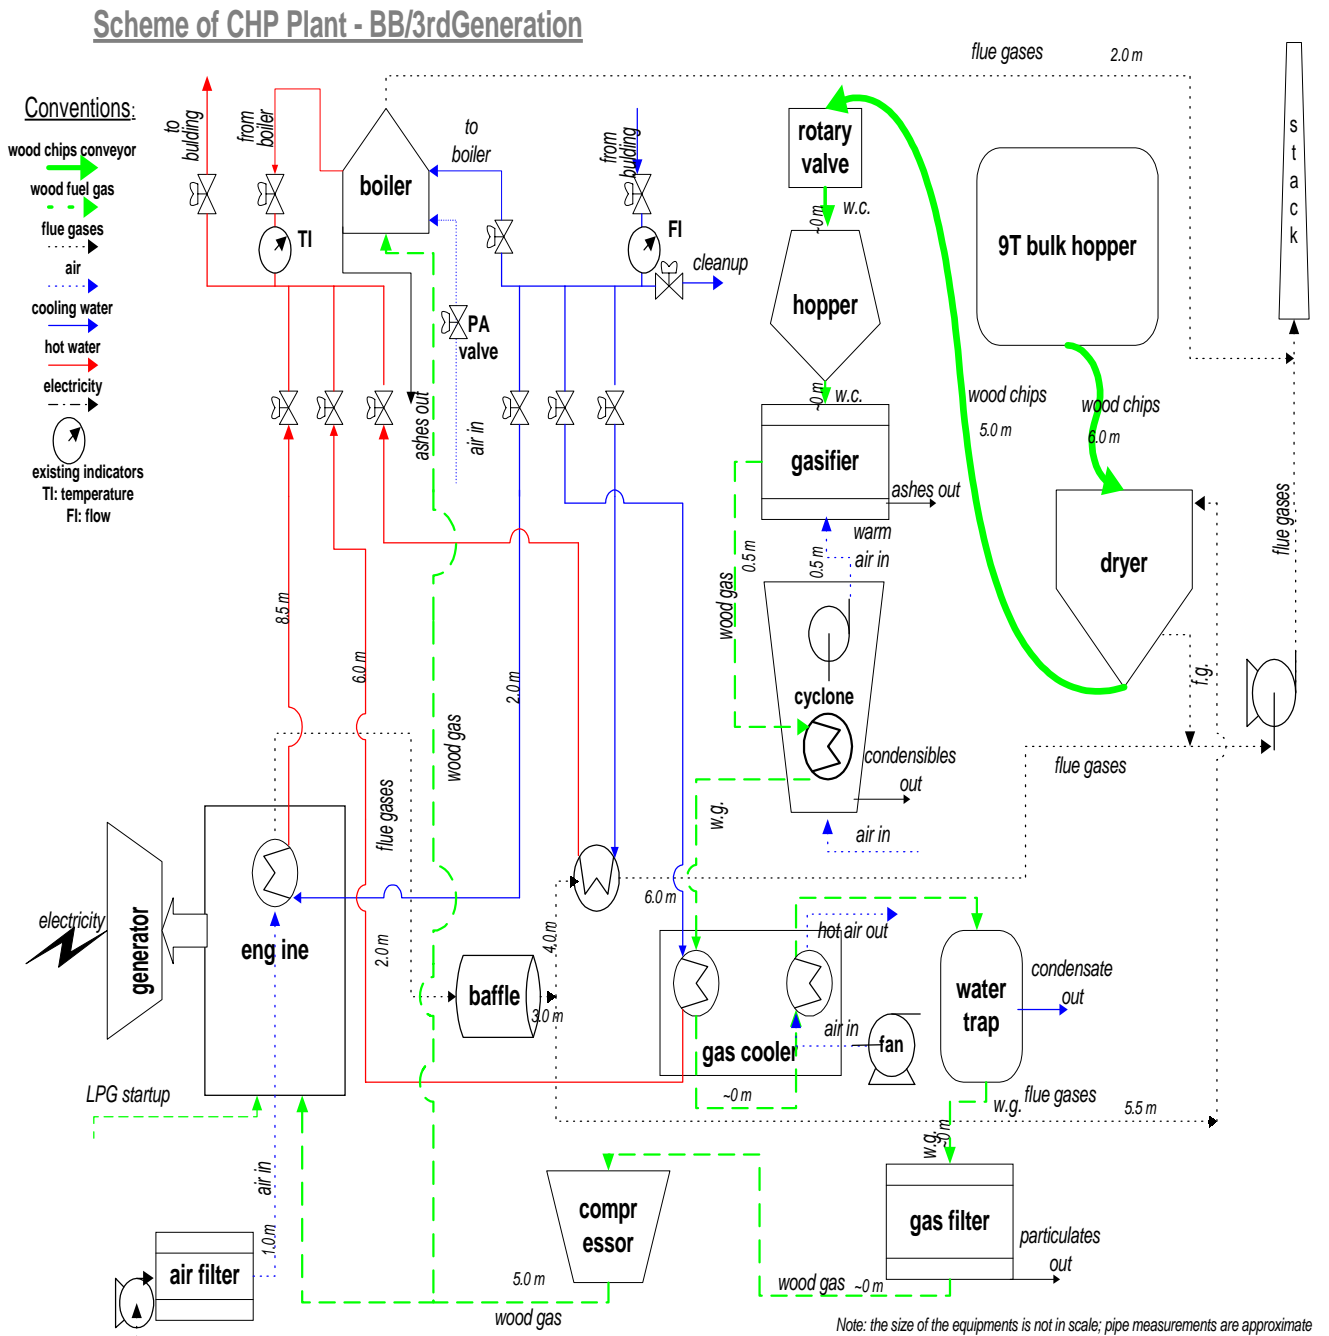 Scheme of CHP Plant - BB/3rdGeneration
Conventions:
wood chips conveyor
wood fuel gas
flue gases
air
cooling water
hot water
electricity
existing indicators
TI: temperature
FI: flow
to
bulding
from
boiler
boiler
to
boiler
from
bulding
TI
FI
cleanup
PA
valve
ashes out
air in
flue gases
2.0 m
rotary
valve
~0 m
w.c.
hopper
~0 m
w.c.
gasifier
ashes out
warm
air in
0.5 m
0.5 m
wood gas
cyclone
condensibles
out
air in
w.g.
9T bulk hopper
wood chips
5.0 m
wood chips
6.0 m
dryer
f.g.
stack
flue gases
flue gases
8.5 m
6.0 m
2.0 m
wood gas
flue gases
2.0 m
electricity
generator
engine
LPG startup
air in
1.0 m
air filter
baffle
3.0 m
4.0 m
6.0 m
hot air out
air in
gas cooler
fan
~0 m
water
trap
condensate
out
w.g.
flue gases
5.5 m
w.g.
~0 m
gas filter
particulates
out
wood gas
~0 m
compr
essor
5.0 m
wood gas
Note: the size of the equipments is not in scale; pipe measurements are approximate